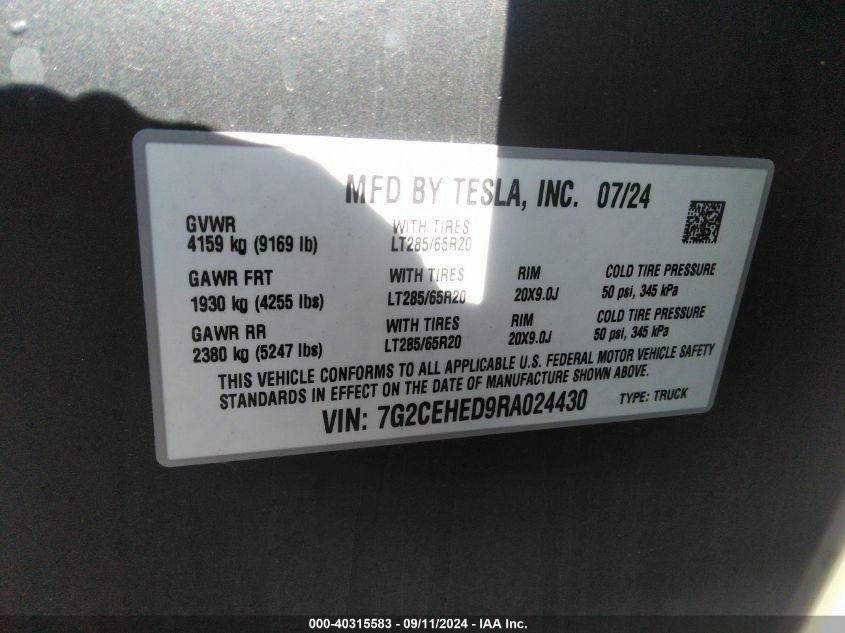 MFD BY TESLA, INC. 07/24
GVWR WITH TIRES
4159 kg (9169 lb) LT285/65R20
GAWR FRT WITH TIRES RIM COLD TIRE PRESSURE
1930 kg (4255 lbs) LT285/65R20 20X9.0J 50 psi, 345 kPa
GAWR RR WITH TIRES RIM COLD TIRE PRESSURE
2380 kg (5247 lbs) LT285/65R20 20X9.0J 50 psi, 345 kPa
THIS VEHICLE CONFORMS TO ALL APPLICABLE U.S. FEDERAL MOTOR VEHICLE SAFETY
STANDARDS IN EFFECT ON THE DATE OF MANUFACTURE SHOWN ABOVE.
VIN: 7G2CEHED9RA024430 TYPE: TRUCK
000-40315583 - 09/11/2024 - IAA Inc.